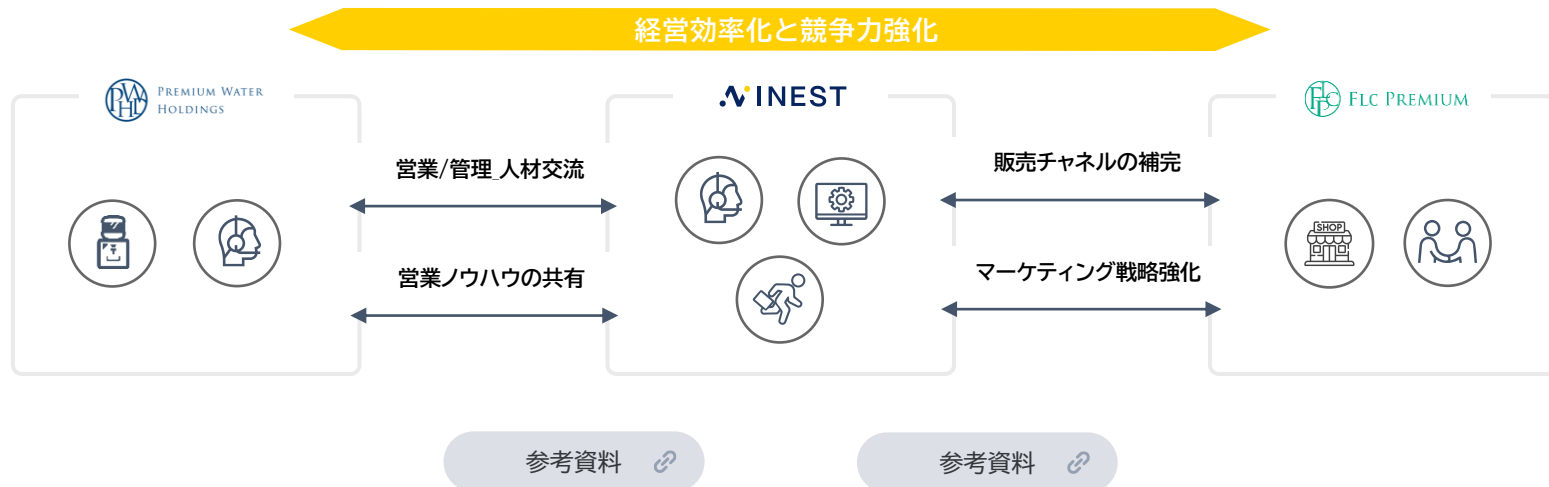 経営効率化と競争力強化
PWHD
PREMIUM WATER
HOLDINGS
INEST
FPC
FLC PREMIUM
営業/管理_人材交流
販売チャネルの補完
SHOP
営業ノウハウの共有
マーケティング戦略強化
参考資料
参考資料